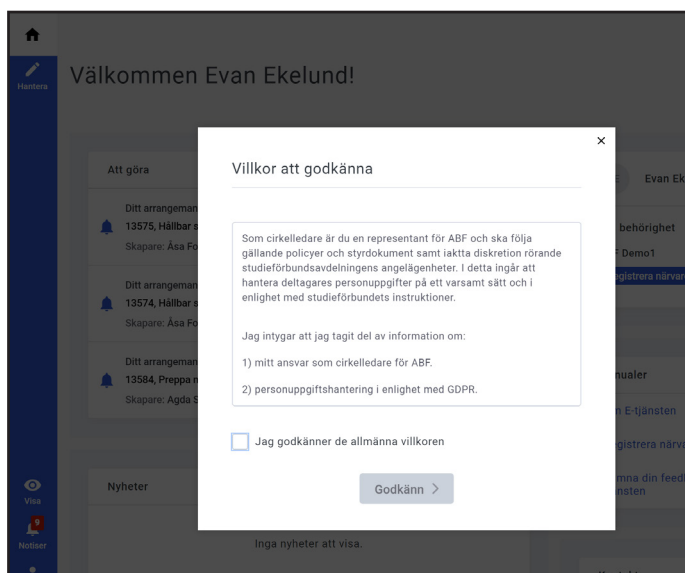 Hantera
Välkommen Evan Ekelund!
Att göra
Ditt arrangeman
13575, Hållbar s
Skapare: Åsa Fo
Ditt arrangeman
13574, Hållbar s
Skapare: Åsa Fo
Ditt arrangeman
13584, Preppa n
Skapare: Agda S
Nyheter
Inga nyheter att visa.
Visa
9
Notiser
Villkor att godkänna
Som cirkelledare är du en representant för ABF och ska följa
gällande policyer och styrdokument samt iaktta diskretion rörande
studieförbundsavdelningens angelägenheter. I detta ingår att
hantera deltagares personuppgifter på ett varsamt sätt och i
enlighet med studieförbundets instruktioner.
Jag intygar att jag tagit del av information om:
1) mitt ansvar som cirkelledare för ABF.
2) personuppgiftshantering i enlighet med GDPR.
Jag godkänner de allmänna villkoren
Godkänn
E Evan Ek
behörighet
F Demo1
egistrera närvar
nualer
n E-tjänsten
egistrera närva
mna din feed
nsten